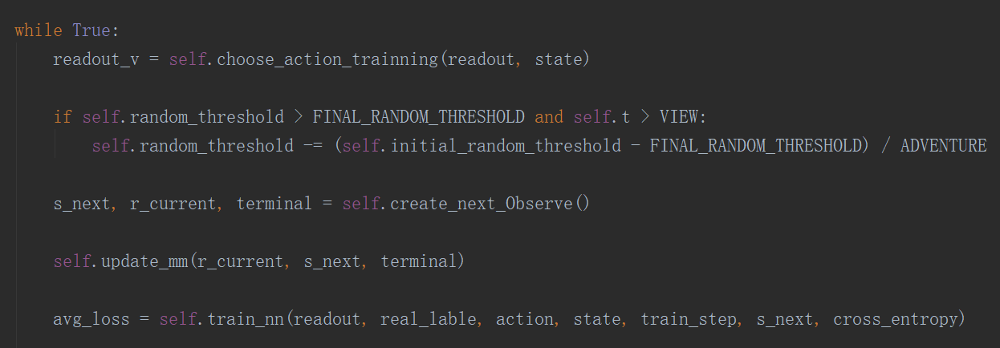 while True:
readout_v = self.choose_action_trainning(readout, state)
if self.random_threshold > FINAL_RANDOM_THRESHOLD and self.t > VIEW:
self.random_threshold -= (self.initial_random_threshold - FINAL_RANDOM_THRESHOLD) / ADVENTURE
s_next, r_current, terminal = self.create_next_Observe()
self.update_mm(r_current, s_next, terminal)
avg_loss = self.train_nn(readout, real_lable, action, state, train_step, s_next, cross_entropy)